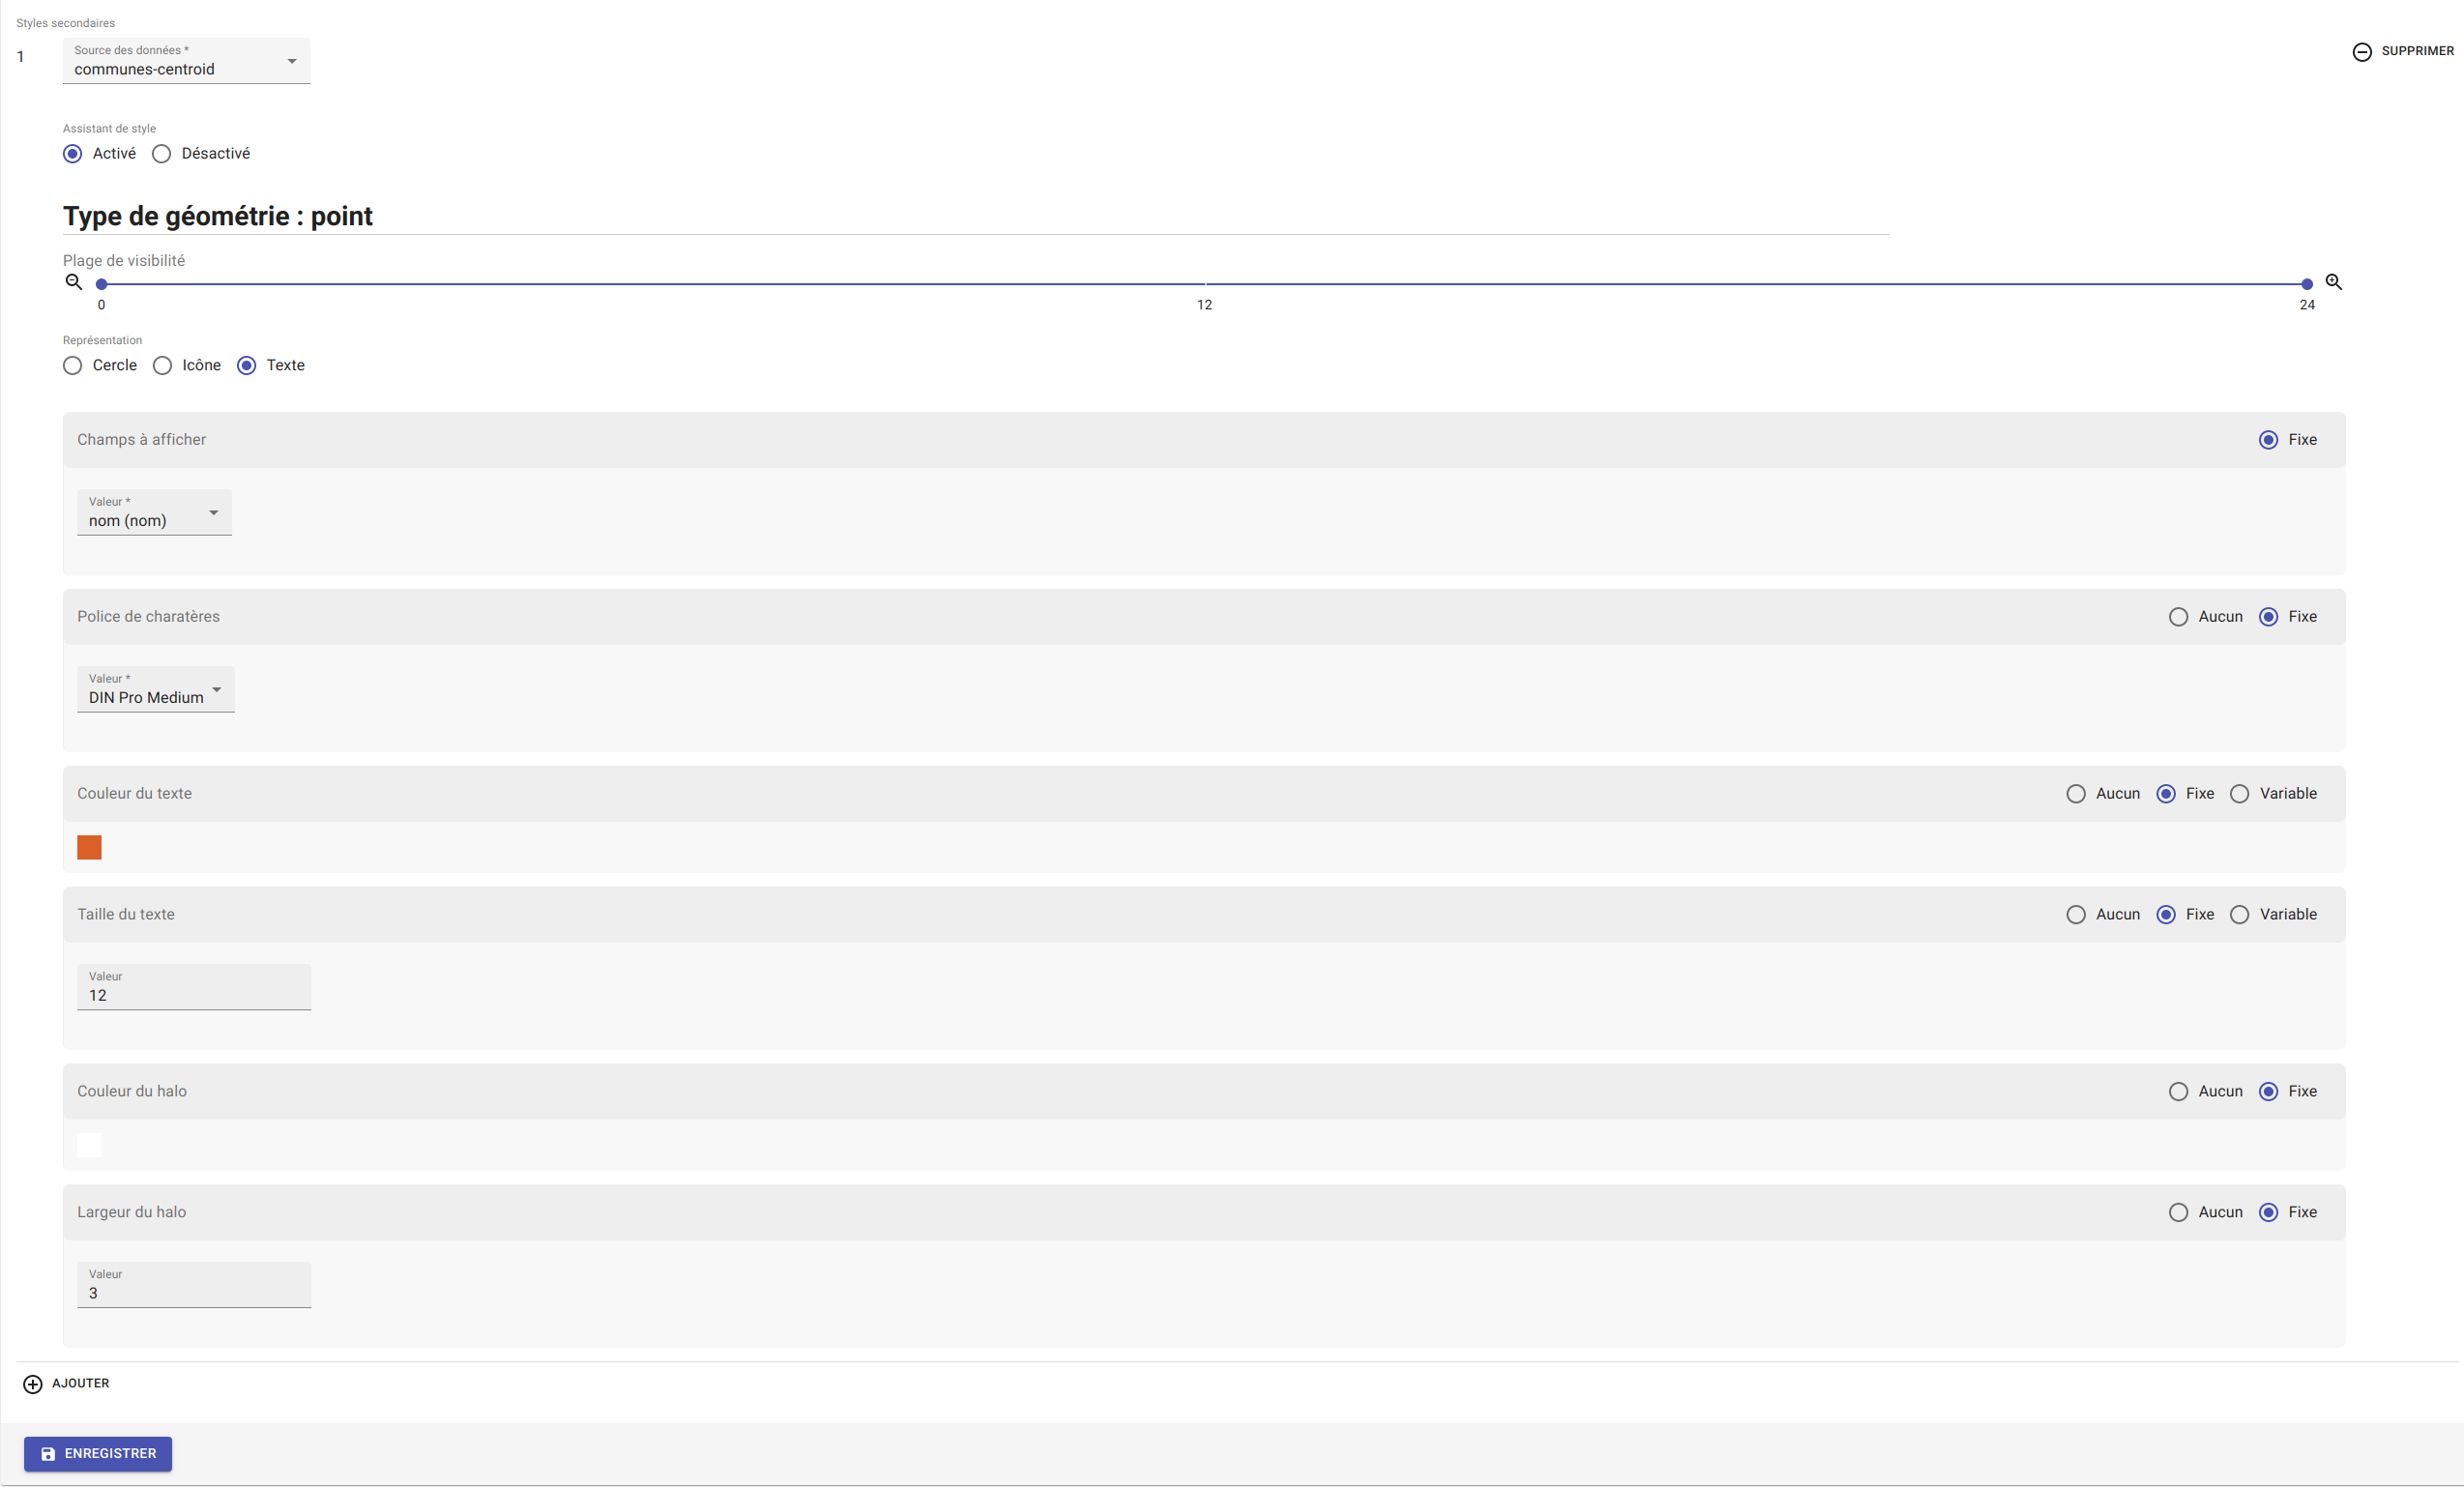 Styles secondaires
1
Source des données *
communes-centroid
SUPPRIMER
Assistant de style
Activé Désactivé
Type de géométrie : point
Plage de visibilité
0 12 24
Représentation
Cercle Icône Texte
Champs à afficher Fixe
Valeur *
nom (nom)
Police de charatères Aucun Fixe
Valeur *
DIN Pro Medium
Couleur du texte Aucun Fixe Variable
Taille du texte Aucun Fixe Variable
Valeur
12
Couleur du halo Aucun Fixe
Largeur du halo Aucun Fixe
Valeur
3
AJOUTER
ENREGISTRER